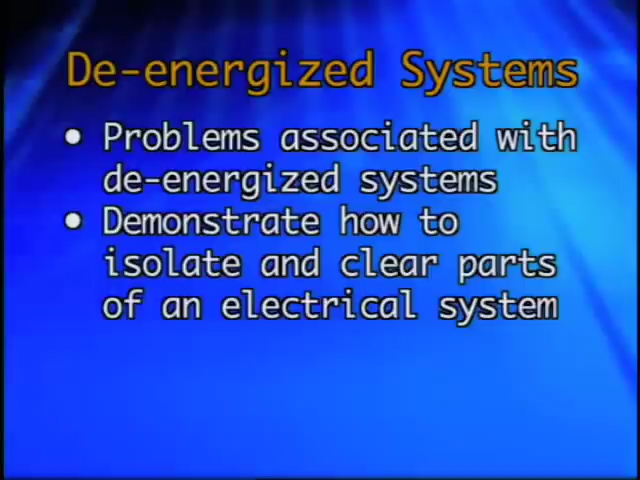 De-energized Systems
• Problems associated with
de-energized systems
• Demonstrate how to
isolate and clear parts
of an electrical system